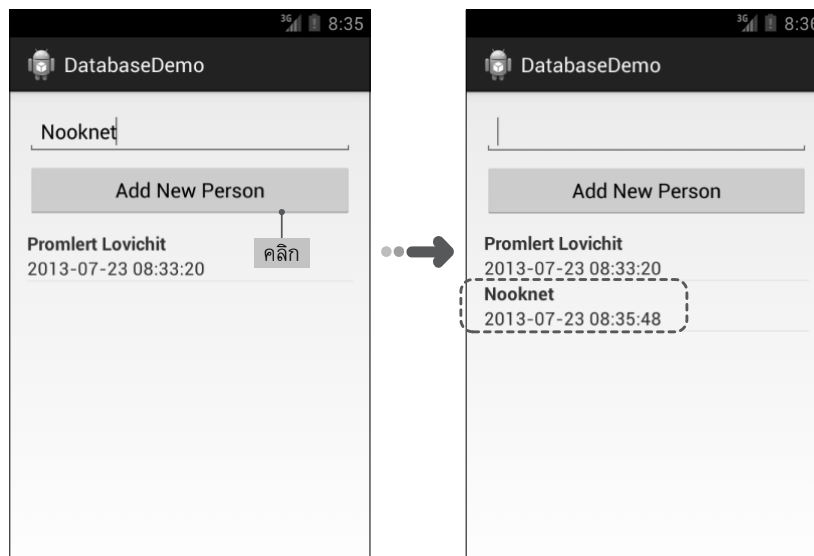 3G 8:35
DatabaseDemo
Nooknet
Add New Person
Promlert Lovichit
2013-07-23 08:33:20
คลิก
3G 8:36
DatabaseDemo
Add New Person
Promlert Lovichit
2013-07-23 08:33:20
Nooknet
2013-07-23 08:35:48